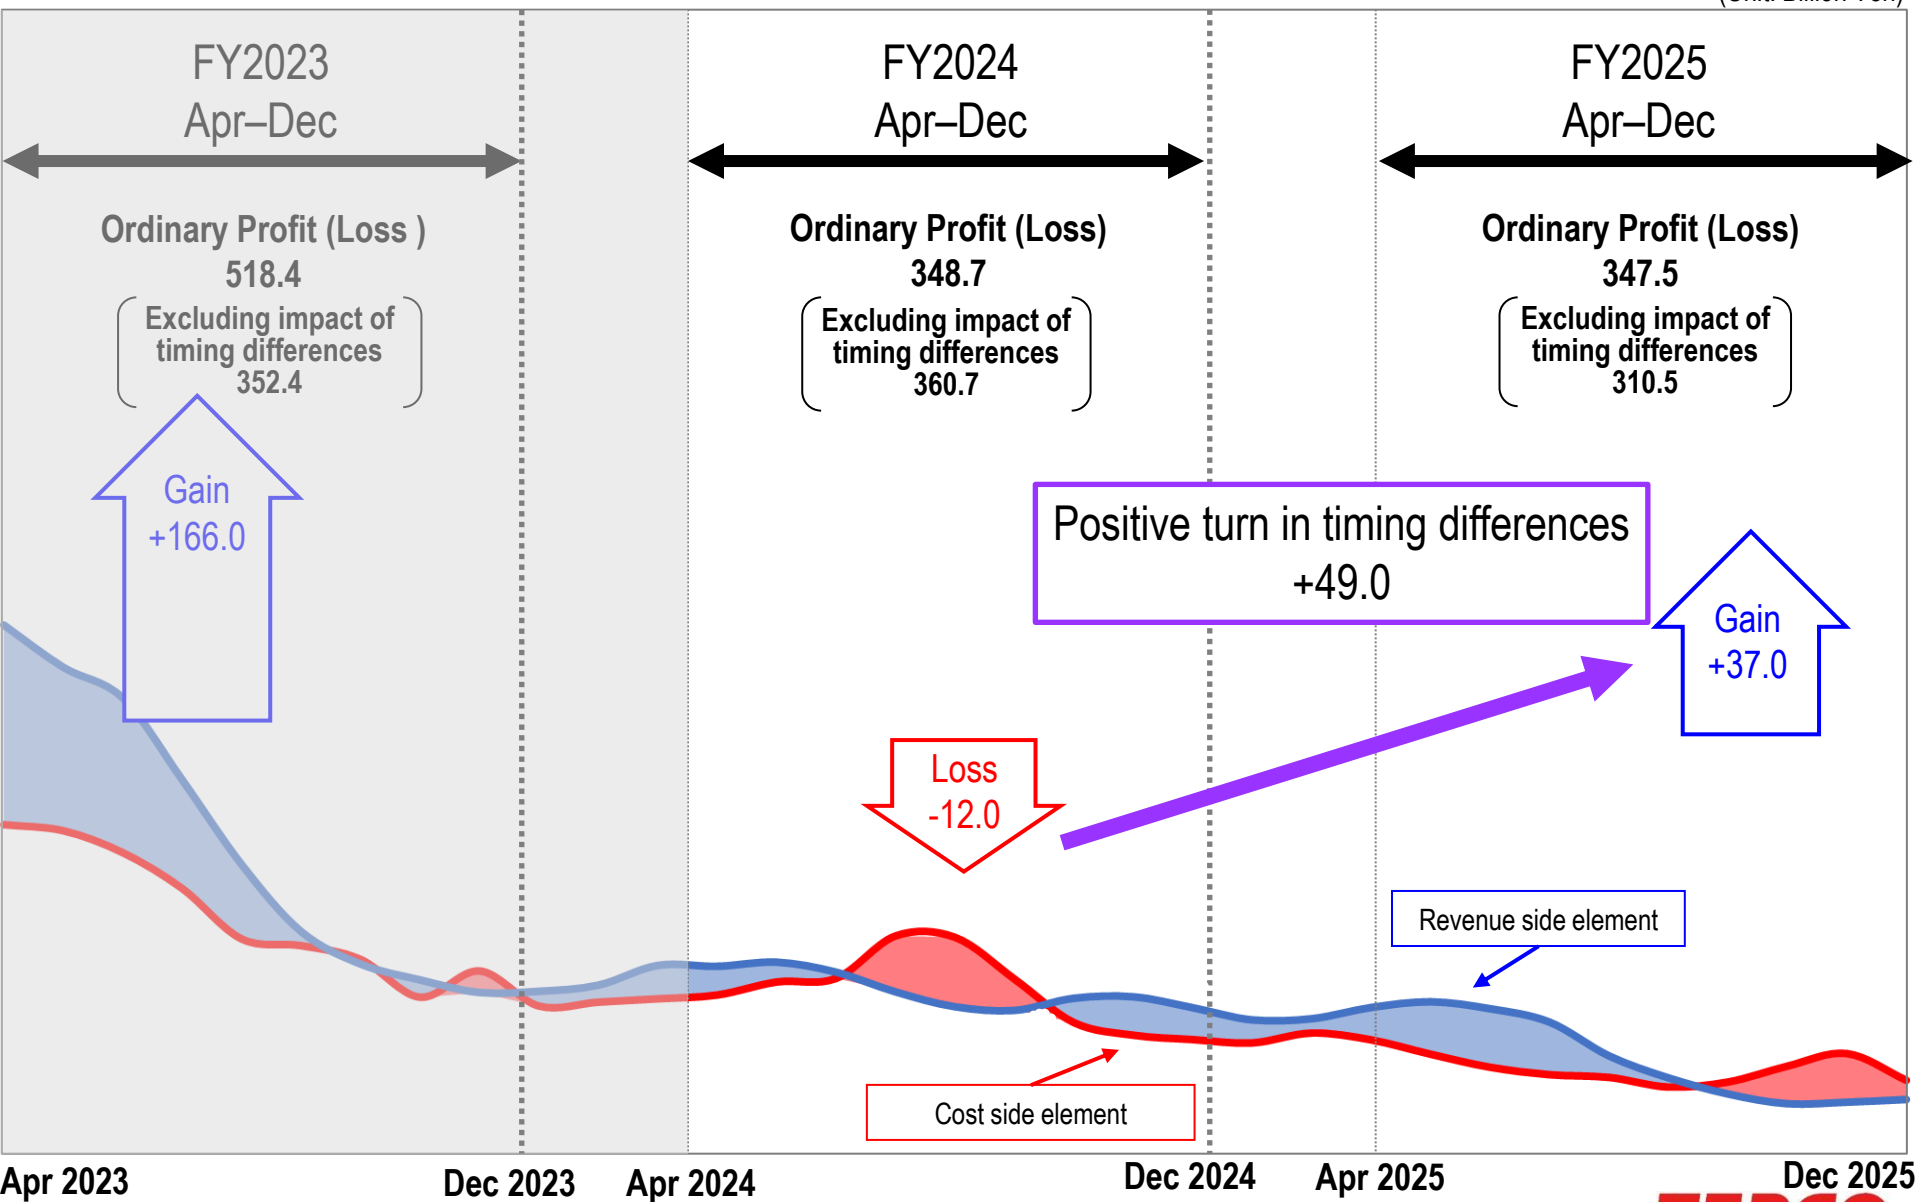 FY2023
Apr–Dec
Ordinary Profit (Loss )
518.4
Excluding impact of
timing differences
352.4
Gain
+166.0
FY2024
Apr–Dec
Ordinary Profit (Loss)
348.7
Excluding impact of
timing differences
360.7
FY2025
Apr–Dec
Ordinary Profit (Loss)
347.5
Excluding impact of
timing differences
310.5
Positive turn in timing differences
+49.0
Gain
+37.0
Loss
-12.0
Revenue side element
Cost side element
Apr 2023
Dec 2023
Apr 2024
Dec 2024
Apr 2025
Dec 2025